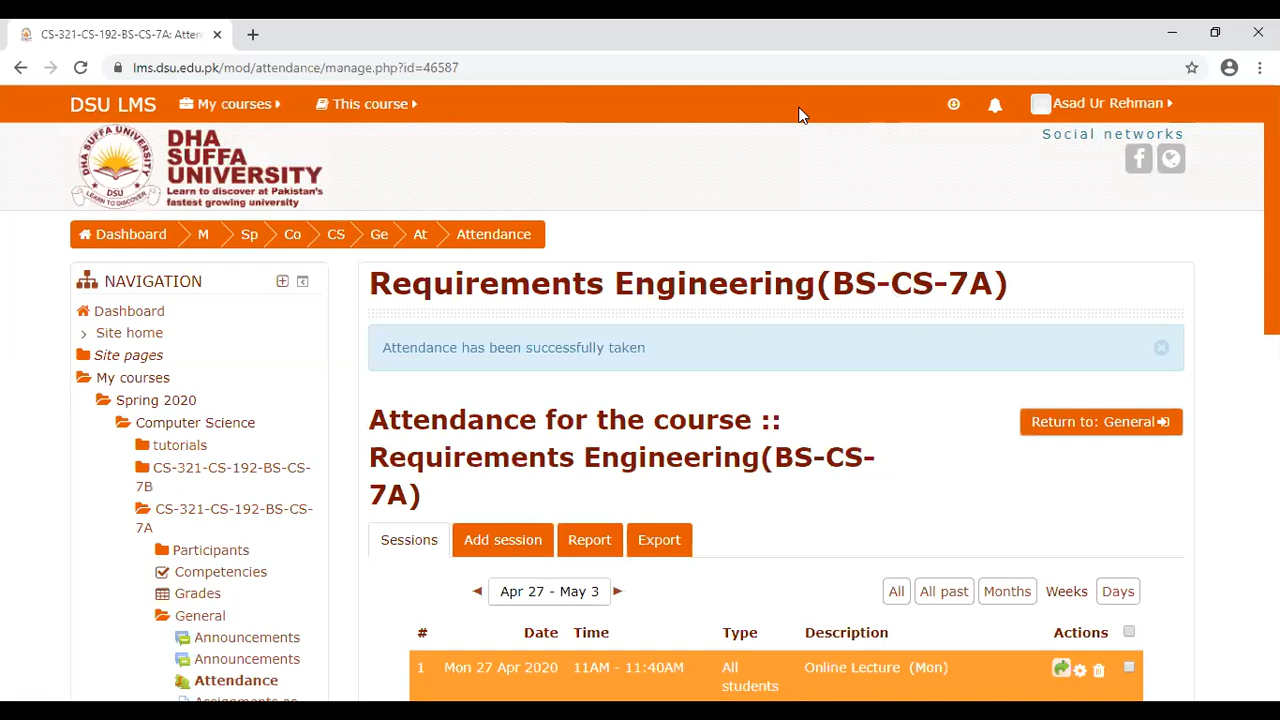 CS-321-CS-192-BS-CS-7A: Atten
lms.dsu.edu.pk/mod/attendance/manage.php?id=46587
DSU LMS My courses This course Asad Ur Rehman
Social networks
DHA SUFFA UNIVERSITY
DSU
LEARN TO DISCOVER
DHA
SUFFA
UNIVERSITY
Learn to discover at Pakistan's
fastest growing university
Dashboard M Sp Co CS Ge At Attendance
NAVIGATION
Dashboard
Site home
Site pages
My courses
Spring 2020
Computer Science
tutorials
CS-321-CS-192-BS-CS-
7B
CS-321-CS-192-BS-CS-
7A
Participants
Competencies
Grades
General
Announcements
Announcements
Attendance
Requirements Engineering(BS-CS-7A)
Attendance has been successfully taken
Attendance for the course ::
Requirements Engineering(BS-CS-
7A)
Return to: General
Sessions Add session Report Export
Apr 27 - May 3 All All past Months Weeks Days
# Date Time Type Description Actions
1 Mon 27 Apr 2020 11AM - 11:40AM All Online Lecture (Mon)
students